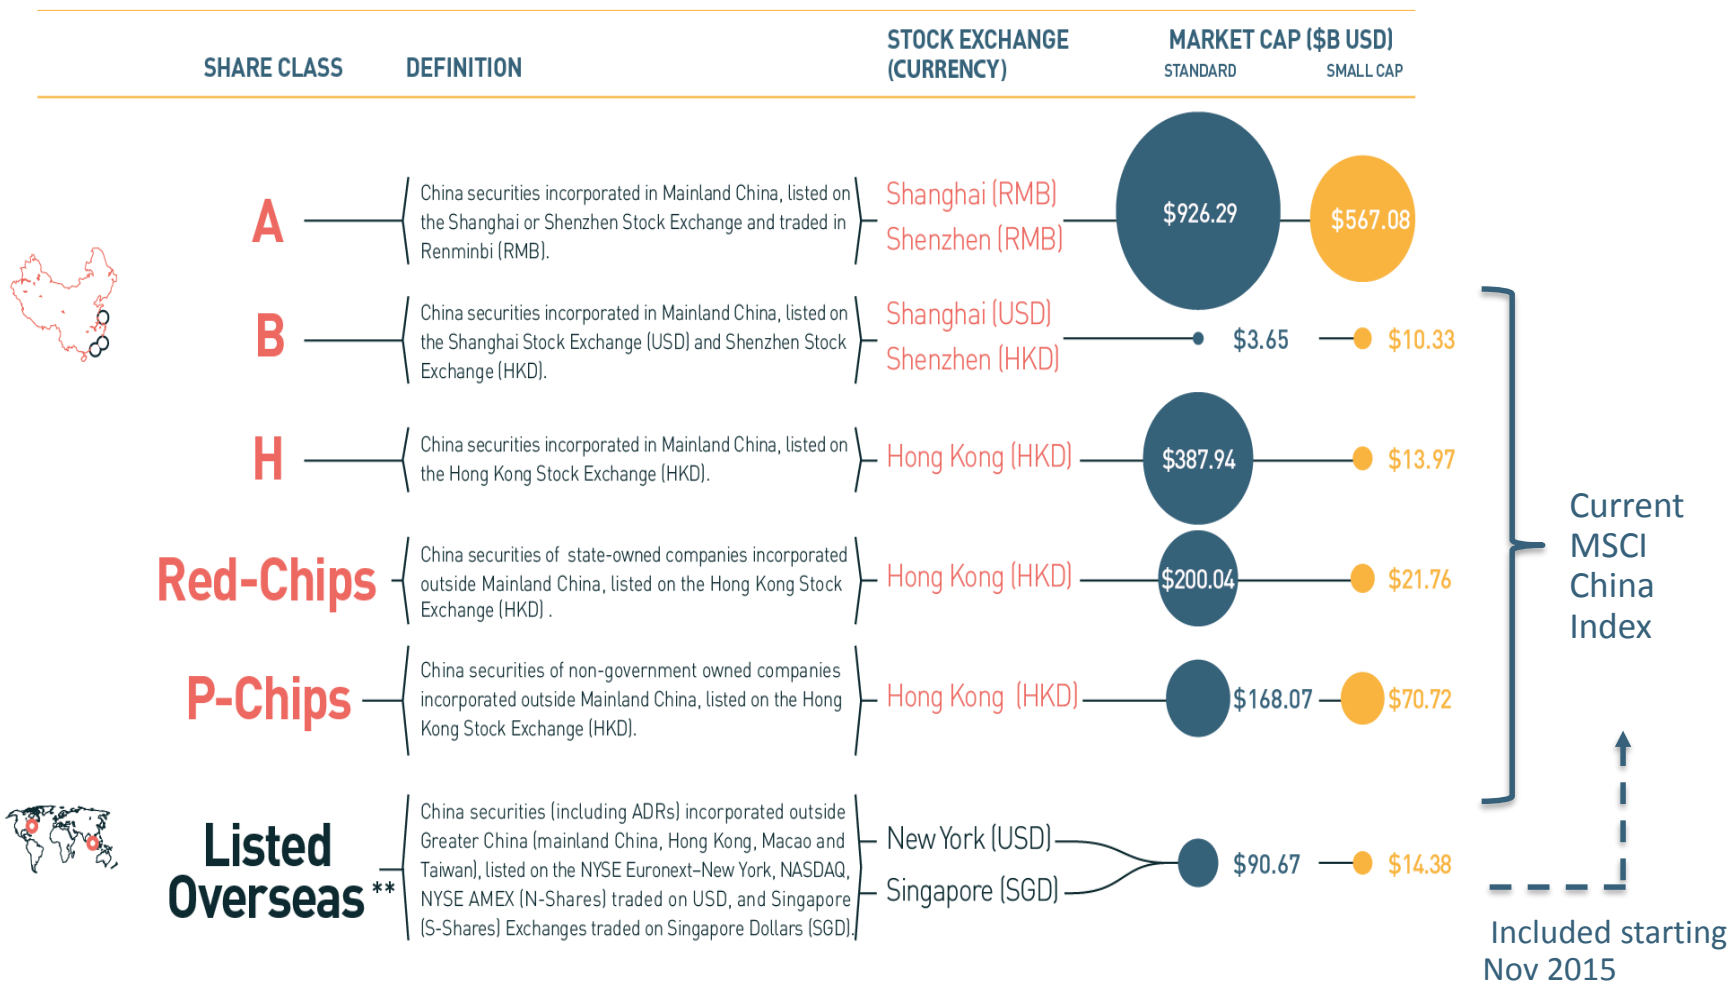 SHARE CLASS
DEFINITION
STOCK EXCHANGE
(CURRENCY)
MARKET CAP ($B USD)
STANDARD
SMALL CAP
A
China securities incorporated in Mainland China, listed on
the Shanghai or Shenzhen Stock Exchange and traded in
Renminbi (RMB).
Shanghai (RMB)
Shenzhen (RMB)
$926.29
$567.08
B
China securities incorporated in Mainland China, listed on
the Shanghai Stock Exchange (USD) and Shenzhen Stock
Exchange (HKD).
Shanghai (USD)
Shenzhen (HKD)
$3.65
$10.33
H
China securities incorporated in Mainland China, listed on
the Hong Kong Stock Exchange (HKD).
Hong Kong (HKD)
$387.94
$13.97
Red-Chips
China securities of state-owned companies incorporated
outside Mainland China, listed on the Hong Kong Stock
Exchange (HKD) .
Hong Kong (HKD)
$200.04
$21.76
P-Chips
China securities of non-government owned companies
incorporated outside Mainland China, listed on the Hong
Kong Stock Exchange (HKD).
Hong Kong (HKD)
$168.07
$70.72
Listed
Overseas **
China securities (including ADRs) incorporated outside
Greater China (mainland China, Hong Kong, Macao and
Taiwan), listed on the NYSE Euronext–New York, NASDAQ,
NYSE AMEX (N-Shares) traded on USD, and Singapore
(S-Shares) Exchanges traded on Singapore Dollars (SGD).
New York (USD)
Singapore (SGD)
$90.67
$14.38
Current
MSCI
China
Index
Included starting
Nov 2015